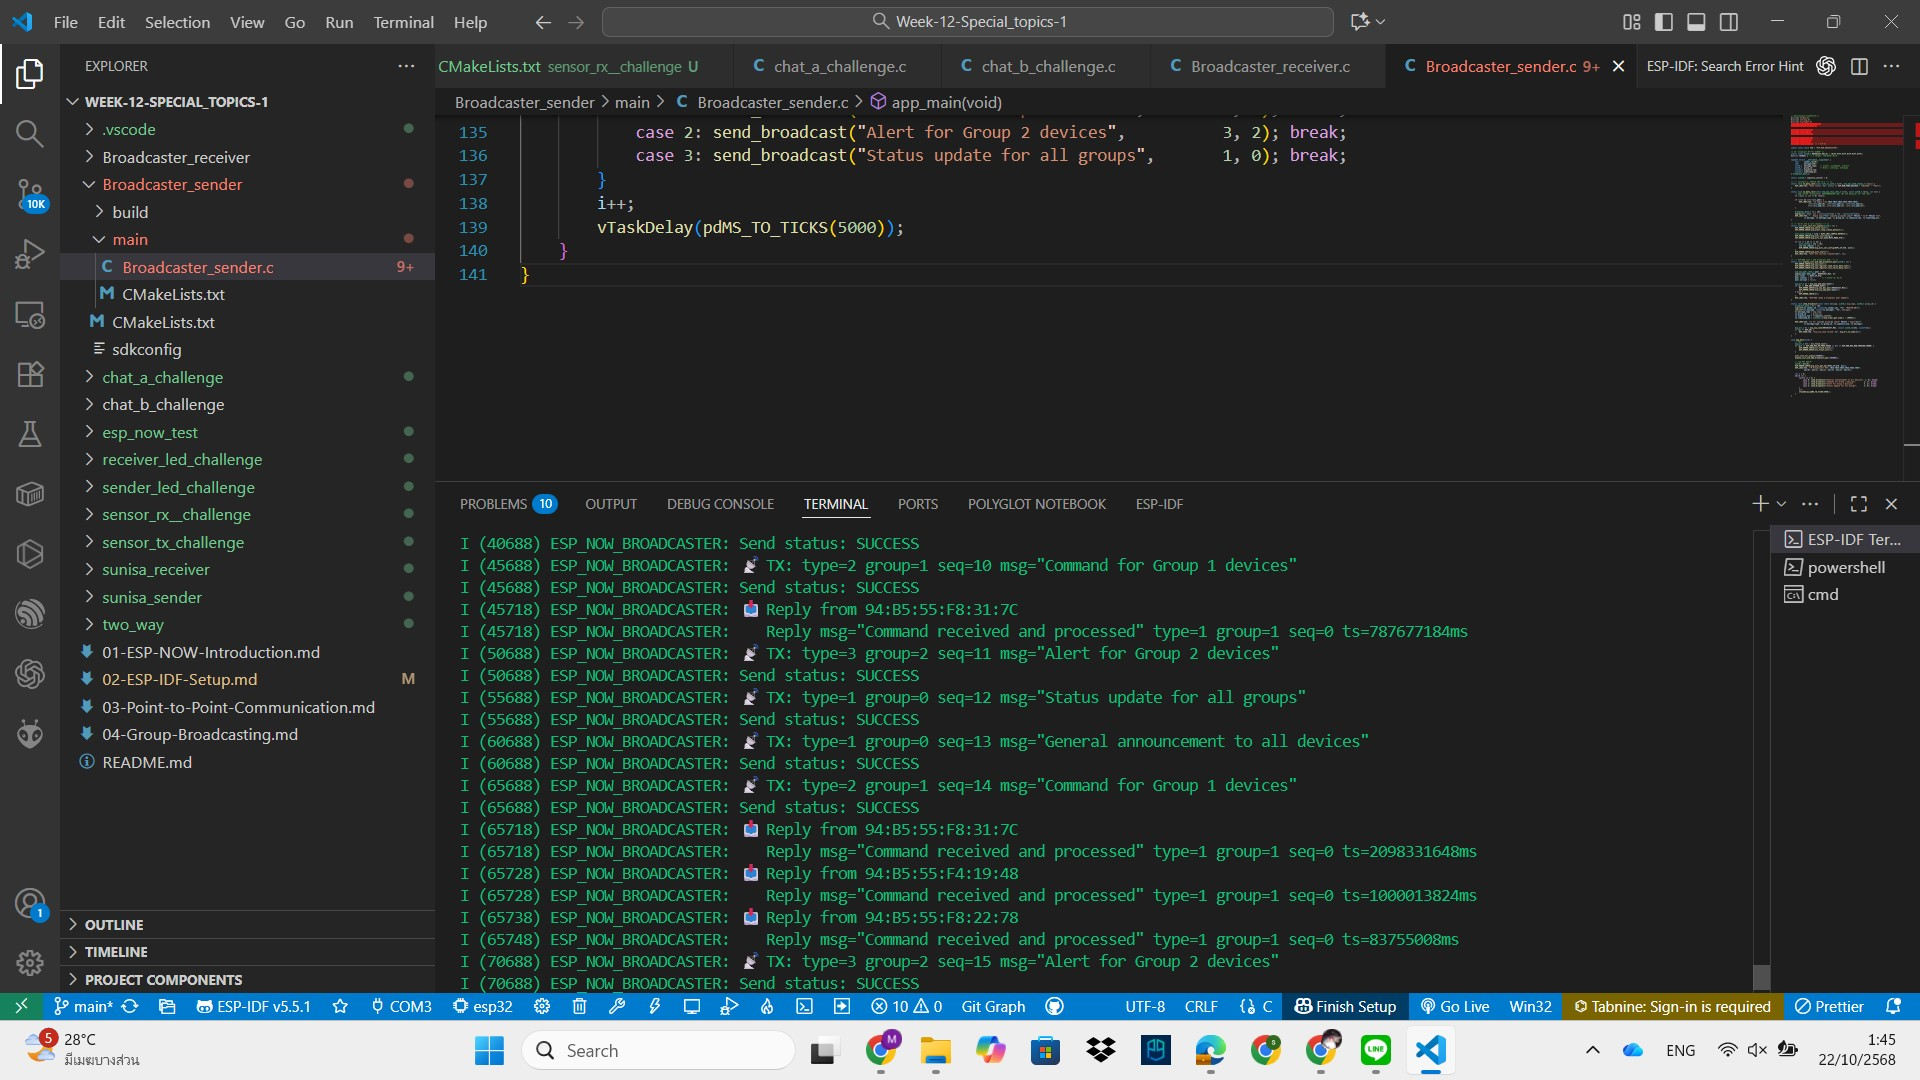 File Edit Selection View Go Run Terminal Help
Week-12-Special_topics-1
EXPLORER
WEEK-12-SPECIAL_TOPICS-1
.vscode
Broadcaster_receiver
Broadcaster_sender
build
main
C Broadcaster_sender.c 9+
M CMakeLists.txt
M CMakeLists.txt
sdkconfig
chat_a_challenge
chat_b_challenge
esp_now_test
receiver_led_challenge
sender_led_challenge
sensor_rx__challenge
sensor_tx_challenge
sunisa_receiver
sunisa_sender
two_way
01-ESP-NOW-Introduction.md
02-ESP-IDF-Setup.md M
03-Point-to-Point-Communication.md
04-Group-Broadcasting.md
README.md
OUTLINE
TIMELINE
PROJECT COMPONENTS
10K
1
CMakeLists.txt sensor_rx__challenge U
C chat_a_challenge.c
C chat_b_challenge.c
C Broadcaster_receiver.c
C Broadcaster_sender.c 9+
ESP-IDF: Search Error Hint
Broadcaster_sender > main > C Broadcaster_sender.c > app_main(void)
135 case 2: send_broadcast("Alert for Group 2 devices", 3, 2); break;
136 case 3: send_broadcast("Status update for all groups", 1, 0); break;
137 }
138 i++;
139 vTaskDelay(pdMS_TO_TICKS(5000));
140 }
141 }
PROBLEMS 10 OUTPUT DEBUG CONSOLE TERMINAL PORTS POLYGLOT NOTEBOOK ESP-IDF
I (40688) ESP_NOW_BROADCASTER: Send status: SUCCESS
I (45688) ESP_NOW_BROADCASTER: 📡 TX: type=2 group=1 seq=10 msg="Command for Group 1 devices"
I (45688) ESP_NOW_BROADCASTER: Send status: SUCCESS
I (45718) ESP_NOW_BROADCASTER: 📥 Reply from 94:B5:55:F8:31:7C
I (45718) ESP_NOW_BROADCASTER: Reply msg="Command received and processed" type=1 group=1 seq=0 ts=787677184ms
I (50688) ESP_NOW_BROADCASTER: 📡 TX: type=3 group=2 seq=11 msg="Alert for Group 2 devices"
I (50688) ESP_NOW_BROADCASTER: Send status: SUCCESS
I (55688) ESP_NOW_BROADCASTER: 📡 TX: type=1 group=0 seq=12 msg="Status update for all groups"
I (55688) ESP_NOW_BROADCASTER: Send status: SUCCESS
I (60688) ESP_NOW_BROADCASTER: 📡 TX: type=1 group=0 seq=13 msg="General announcement to all devices"
I (60688) ESP_NOW_BROADCASTER: Send status: SUCCESS
I (65688) ESP_NOW_BROADCASTER: 📡 TX: type=2 group=1 seq=14 msg="Command for Group 1 devices"
I (65688) ESP_NOW_BROADCASTER: Send status: SUCCESS
I (65718) ESP_NOW_BROADCASTER: 📥 Reply from 94:B5:55:F8:31:7C
I (65718) ESP_NOW_BROADCASTER: Reply msg="Command received and processed" type=1 group=1 seq=0 ts=2098331648ms
I (65728) ESP_NOW_BROADCASTER: 📥 Reply from 94:B5:55:F4:19:48
I (65728) ESP_NOW_BROADCASTER: Reply msg="Command received and processed" type=1 group=1 seq=0 ts=1000013824ms
I (65738) ESP_NOW_BROADCASTER: 📥 Reply from 94:B5:55:F8:22:78
I (65748) ESP_NOW_BROADCASTER: Reply msg="Command received and processed" type=1 group=1 seq=0 ts=83755008ms
I (70688) ESP_NOW_BROADCASTER: 📡 TX: type=3 group=2 seq=15 msg="Alert for Group 2 devices"
I (70688) ESP_NOW_BROADCASTER: Send status: SUCCESS
ESP-IDF Ter...
powershell
cmd
main* ESP-IDF v5.5.1 COM3 esp32 10 0 Git Graph UTF-8 CRLF {} C Finish Setup Go Live Win32 Tabnine: Sign-in is required Prettier
5 28°C
มีเมฆบางส่วน
Search
M
LINE
ENG
1:45
22/10/2568